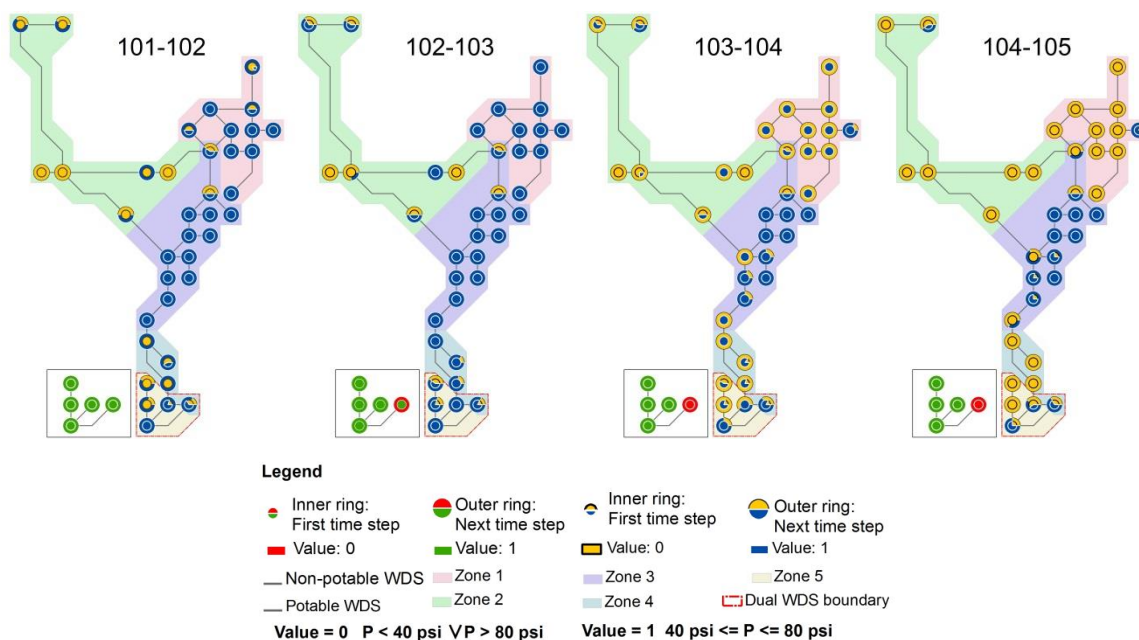 101-102
102-103
103-104
104-105
Legend
Inner ring:
First time step
Outer ring:
Next time step
Inner ring:
First time step
Outer ring:
Next time step
Value: 0
Value: 1
Value: 0
Value: 1
Non-potable WDS
Zone 1
Zone 3
Zone 5
Potable WDS
Zone 2
Zone 4
Dual WDS boundary
Value = 0 P < 40 psi ∨P > 80 psi
Value = 1 40 psi <= P <= 80 psi